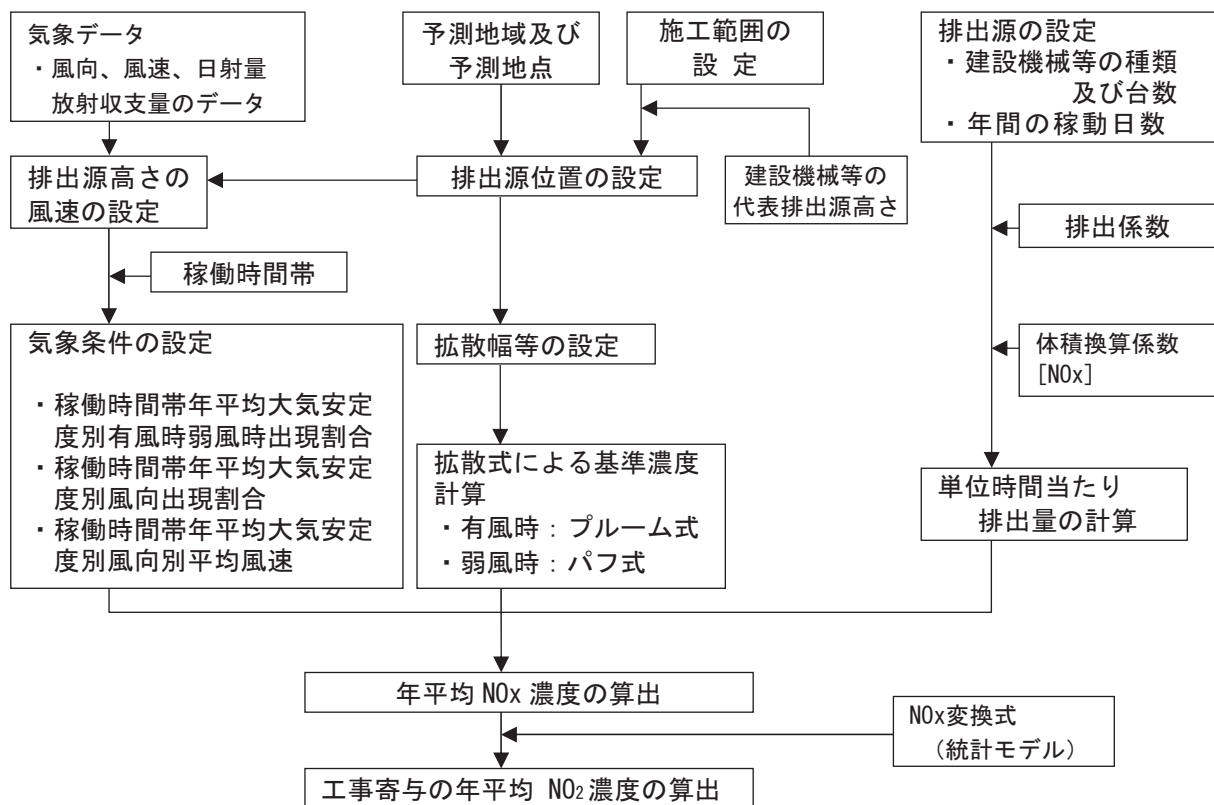 気象データ
・風向、風速、日射量
放射収支量のデータ
予測地域及び
予測地点
施工範囲の
設 定
排出源の設定
・建設機械等の種類
及び台数
・年間の稼動日数
排出源高さの
風速の設定
排出源位置の設定
建設機械等の
代表排出源高さ
排出係数
稼働時間帯
気象条件の設定
・稼働時間帯年平均大気安定
度別有風時弱風時出現割合
・稼働時間帯年平均大気安定
度別風向出現割合
・稼働時間帯年平均大気安定
度別風向別平均風速
拡散幅等の設定
体積換算係数
[NOx]
拡散式による基準濃度
計算
・有風時：プルーム式
・弱風時：パフ式
単位時間当たり
排出量の計算
年平均 NOx 濃度の算出
NOx変換式
（統計モデル）
工事寄与の年平均 NO₂濃度の算出